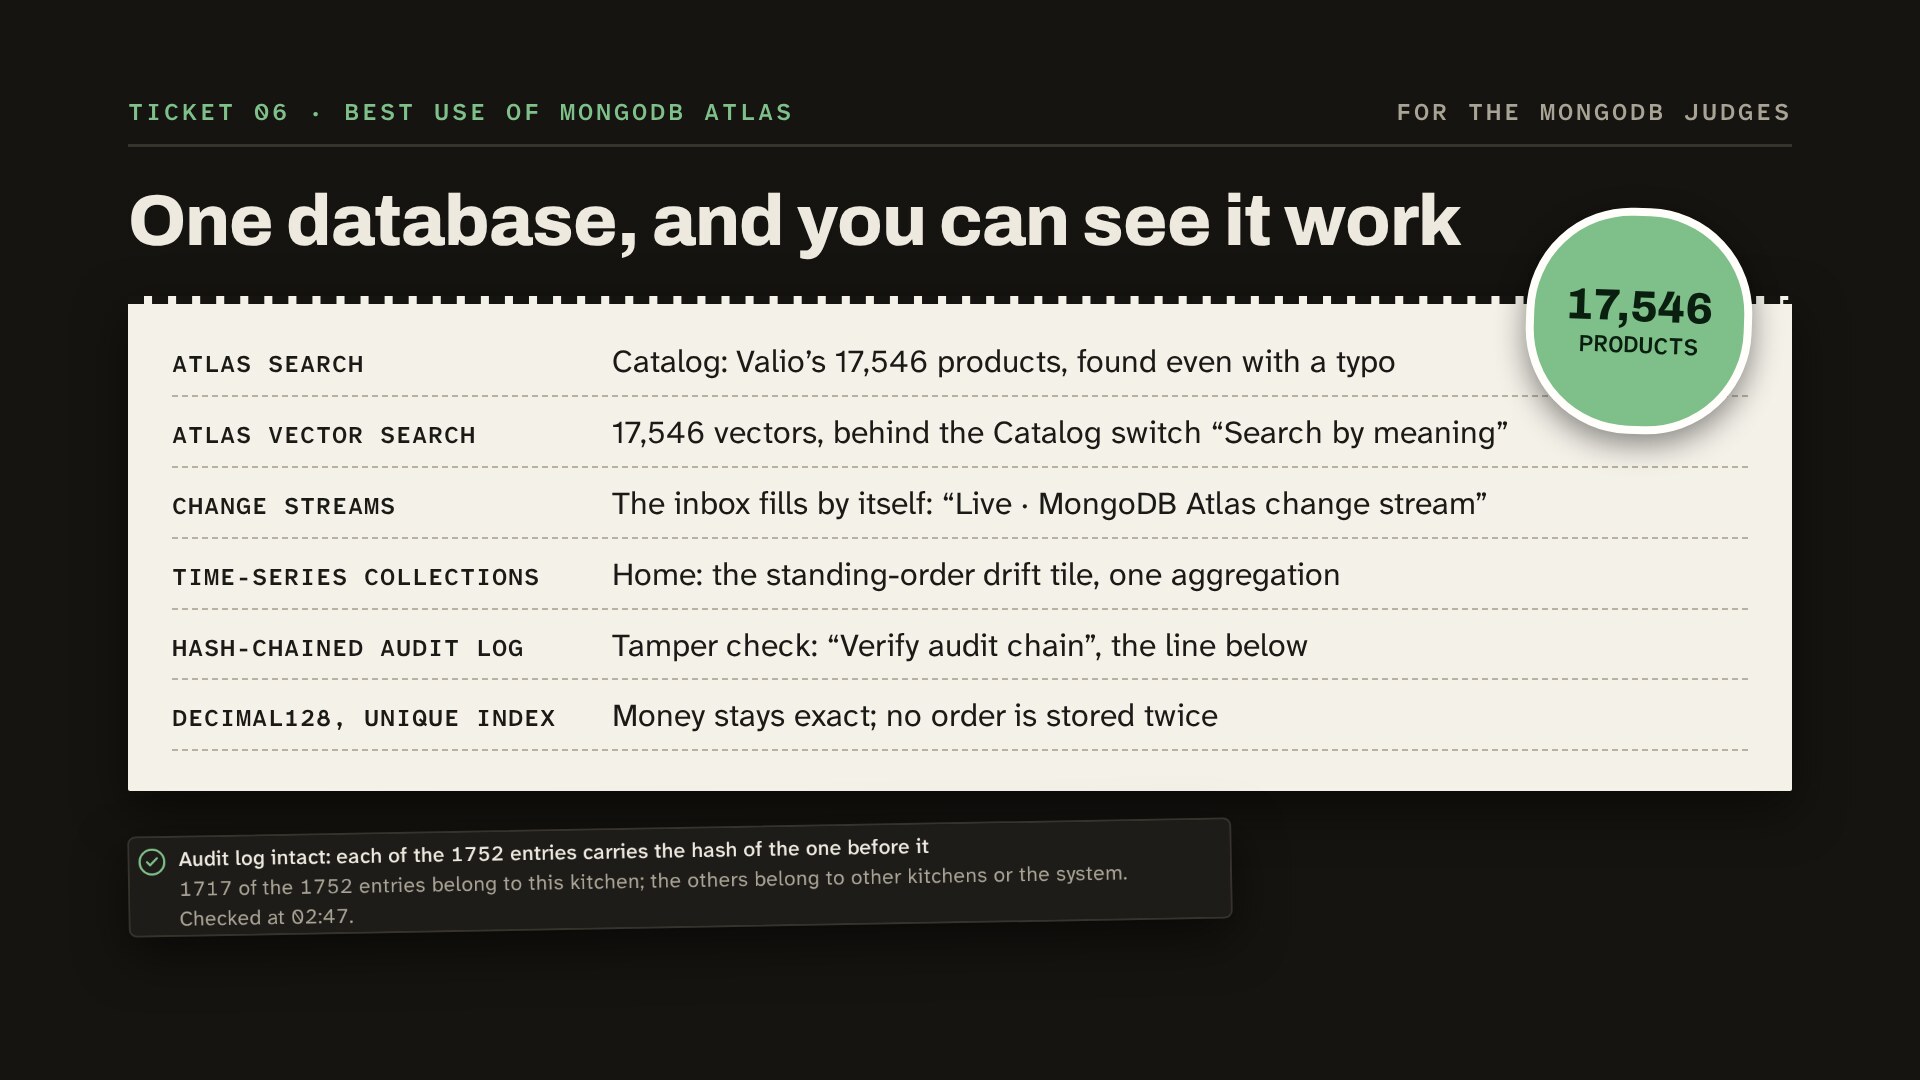 TICKET 06 · BEST USE OF MONGODB ATLAS
FOR THE MONGODB JUDGES
One database, and you can see it work
17,546
PRODUCTS
ATLAS SEARCH Catalog: Valio’s 17,546 products, found even with a typo
ATLAS VECTOR SEARCH 17,546 vectors, behind the Catalog switch “Search by meaning”
CHANGE STREAMS The inbox fills by itself: “Live · MongoDB Atlas change stream”
TIME-SERIES COLLECTIONS Home: the standing-order drift tile, one aggregation
HASH-CHAINED AUDIT LOG Tamper check: “Verify audit chain”, the line below
DECIMAL128, UNIQUE INDEX Money stays exact; no order is stored twice
Audit log intact: each of the 1752 entries carries the hash of the one before it
1717 of the 1752 entries belong to this kitchen; the others belong to other kitchens or the system.
Checked at 02:47.